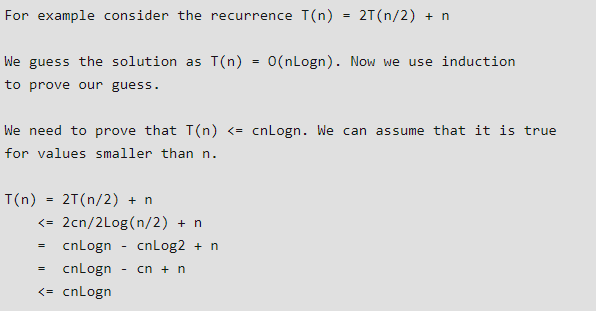 For example consider the recurrence T(n) = 2T(n/2) + n
We guess the solution as T(n) = O(nLogn). Now we use induction
to prove our guess.
We need to prove that T(n) <= cnLogn. We can assume that it is true
for values smaller than n.
T(n) = 2T(n/2) + n
<= 2cn/2Log(n/2) + n
= cnLogn - cnLog2 + n
= cnLogn - cn + n
<= cnLogn